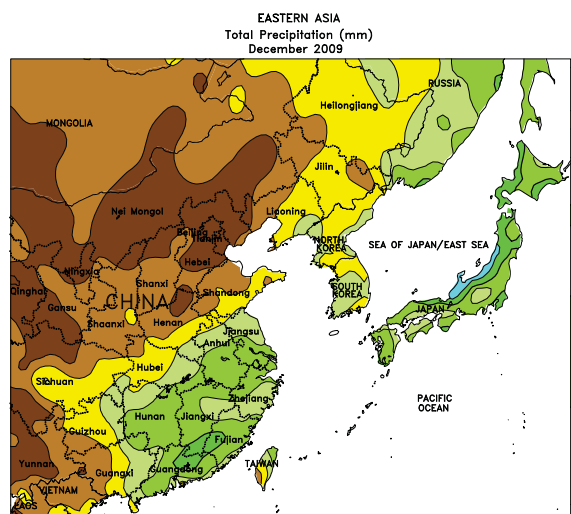 EASTERN ASIA
Total Precipitation (mm)
December 2009
RUSSIA
Heilongjiang
MONGOLIA
Jilin
Nei Mongol
Liaoning
Beijing
Tianjin
NORTH
KOREA
SEA OF JAPAN/EAST SEA
Hebei
Ningxia
Shanxi
Qinghai
Shandong
SOUTH
KOREA
CHINA
Gansu
JAPAN
Shaanxi
Henan
Jiangsu
Anhui
Hubei
Sichuan
Zhejiang
PACIFIC
OCEAN
Hunan
Jiangxi
Guizhou
Fujian
Yunnan
Guangxi
Guangdong
TAIWAN
VIETNAM
LAOS